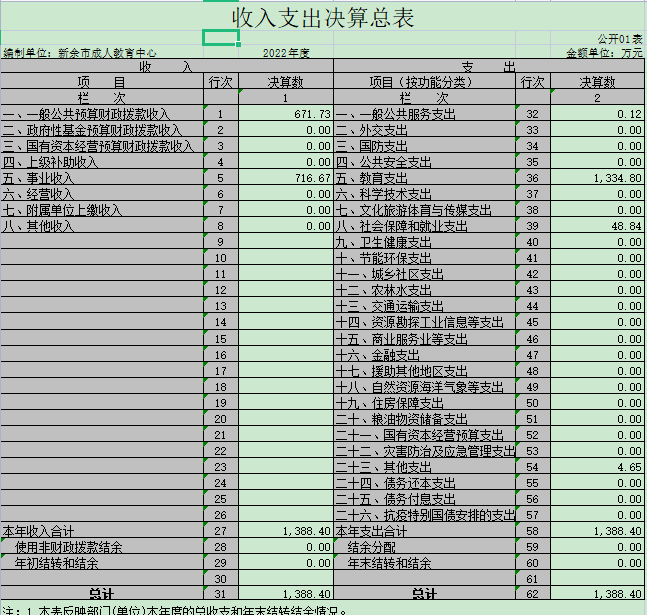 收入支出决算总表
公开01表
编制单位：新余市成人教育中心 2022年度 金额单位：万元
收 入 支 出
项 目 行次 决算数 项目（按功能分类） 行次 决算数
栏 次 1 栏 次 2
一、一般公共预算财政拨款收入 1 671.73 一、一般公共服务支出 32 0.12
二、政府性基金预算财政拨款收入 2 0.00 二、外交支出 33 0.00
三、国有资本经营预算财政拨款收入 3 0.00 三、国防支出 34 0.00
四、上级补助收入 4 0.00 四、公共安全支出 35 0.00
五、事业收入 5 716.67 五、教育支出 36 1,334.80
六、经营收入 6 0.00 六、科学技术支出 37 0.00
七、附属单位上缴收入 7 0.00 七、文化旅游体育与传媒支出 38 0.00
八、其他收入 8 0.00 八、社会保障和就业支出 39 48.84
9 九、卫生健康支出 40 0.00
10 十、节能环保支出 41 0.00
11 十一、城乡社区支出 42 0.00
12 十二、农林水支出 43 0.00
13 十三、交通运输支出 44 0.00
14 十四、资源勘探工业信息等支出 45 0.00
15 十五、商业服务业等支出 46 0.00
16 十六、金融支出 47 0.00
17 十七、援助其他地区支出 48 0.00
18 十八、自然资源海洋气象等支出 49 0.00
19 十九、住房保障支出 50 0.00
20 二十、粮油物资储备支出 51 0.00
21 二十一、国有资本经营预算支出 52 0.00
22 二十二、灾害防治及应急管理支出 53 0.00
23 二十三、其他支出 54 4.65
24 二十四、债务还本支出 55 0.00
25 二十五、债务付息支出 56 0.00
26 二十六、抗疫特别国债安排的支出 57 0.00
本年收入合计 27 1,388.40 本年支出合计 58 1,388.40
使用非财政拨款结余 28 0.00 结余分配 59 0.00
年初结转和结余 29 0.00 年末结转和结余 60 0.00
30 61
总计 31 1,388.40 总计 62 1,388.40
注：1.本表反映部门(单位)本年度的总收支和年末结转结余情况。